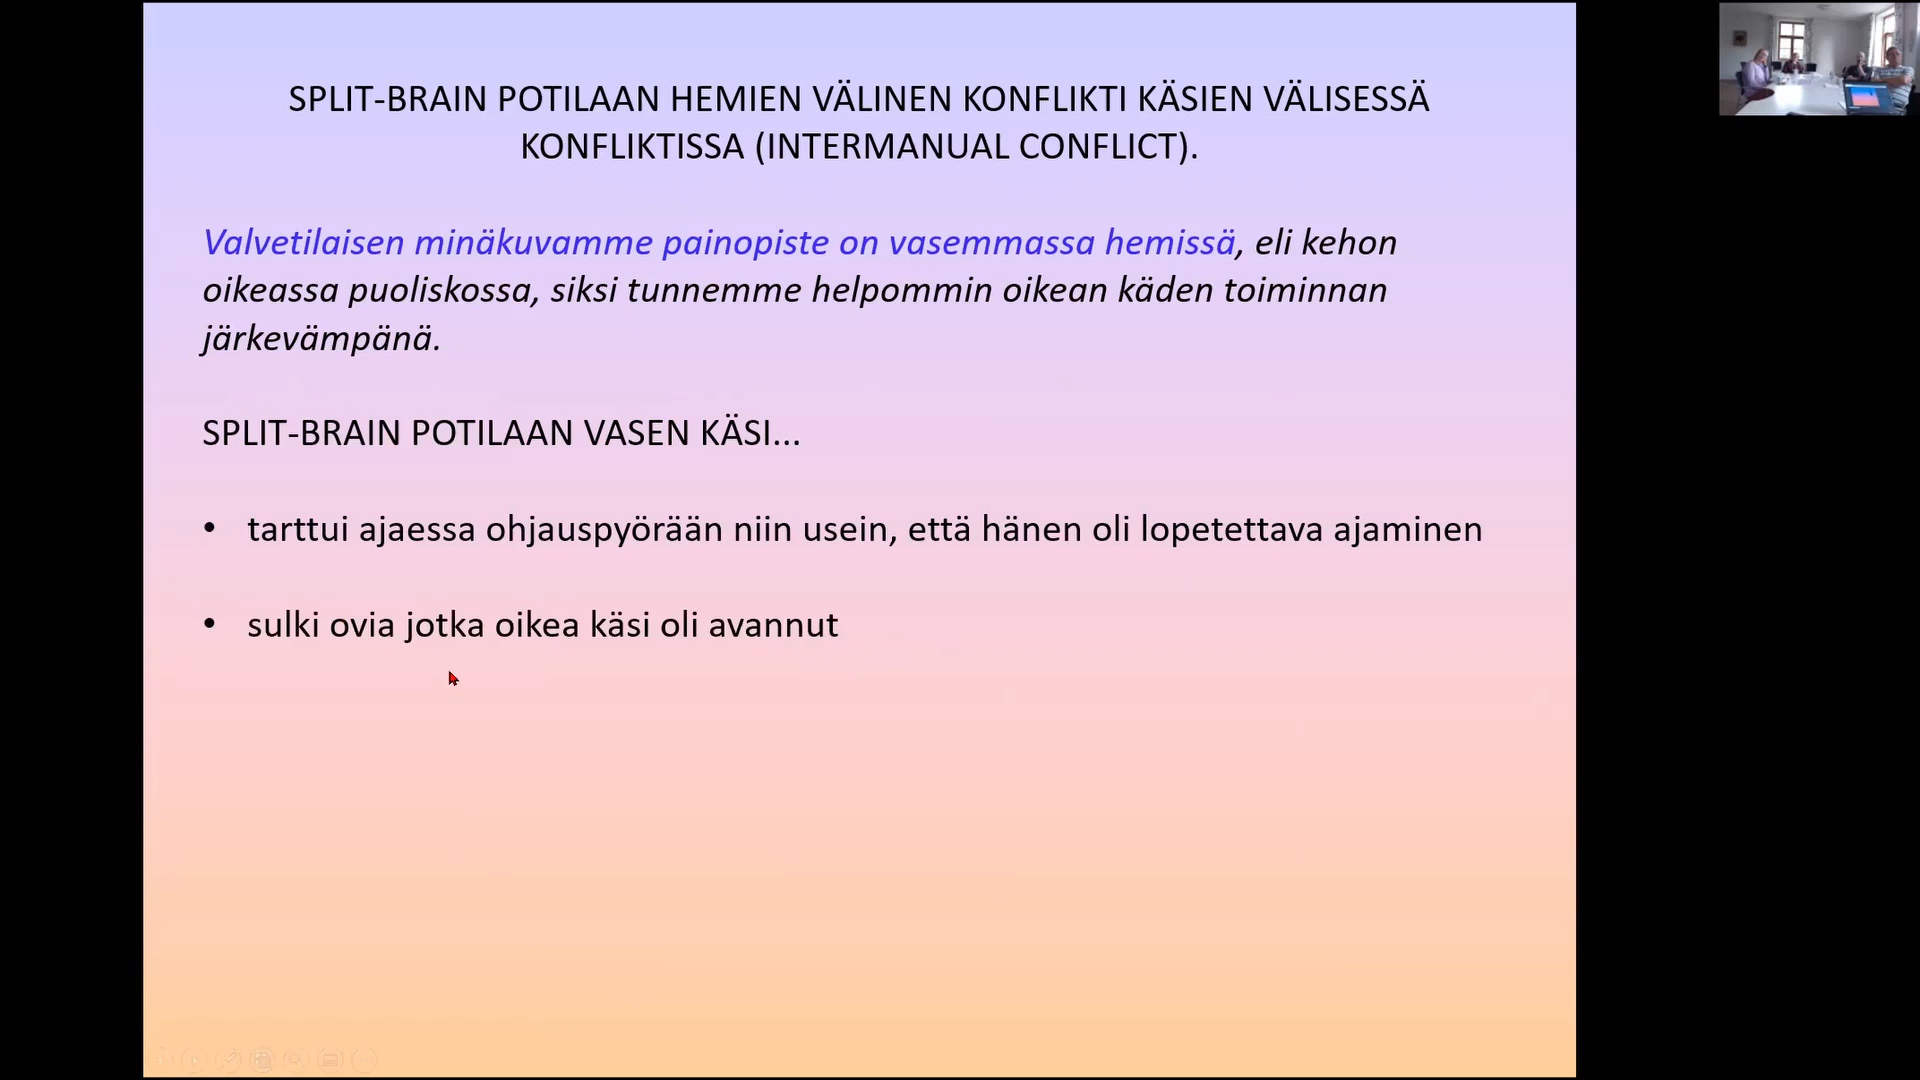 SPLIT-BRAIN POTILAAN HEMIEN VÄLINEN KONFLIKTI KÄSIEN VÄLISESSÄ
KONFLIKTISSA (INTERMANUAL CONFLICT).
Valvetilaisen minäkuvamme painopiste on vasemmassa hemissä, eli kehon
oikeassa puoliskossa, siksi tunnemme helpommin oikean käden toiminnan
järkevämpänä.
SPLIT-BRAIN POTILAAN VASEN KÄSI...
• tarttui ajaessa ohjauspyörään niin usein, että hänen oli lopetettava ajaminen
• sulki ovia jotka oikea käsi oli avannut